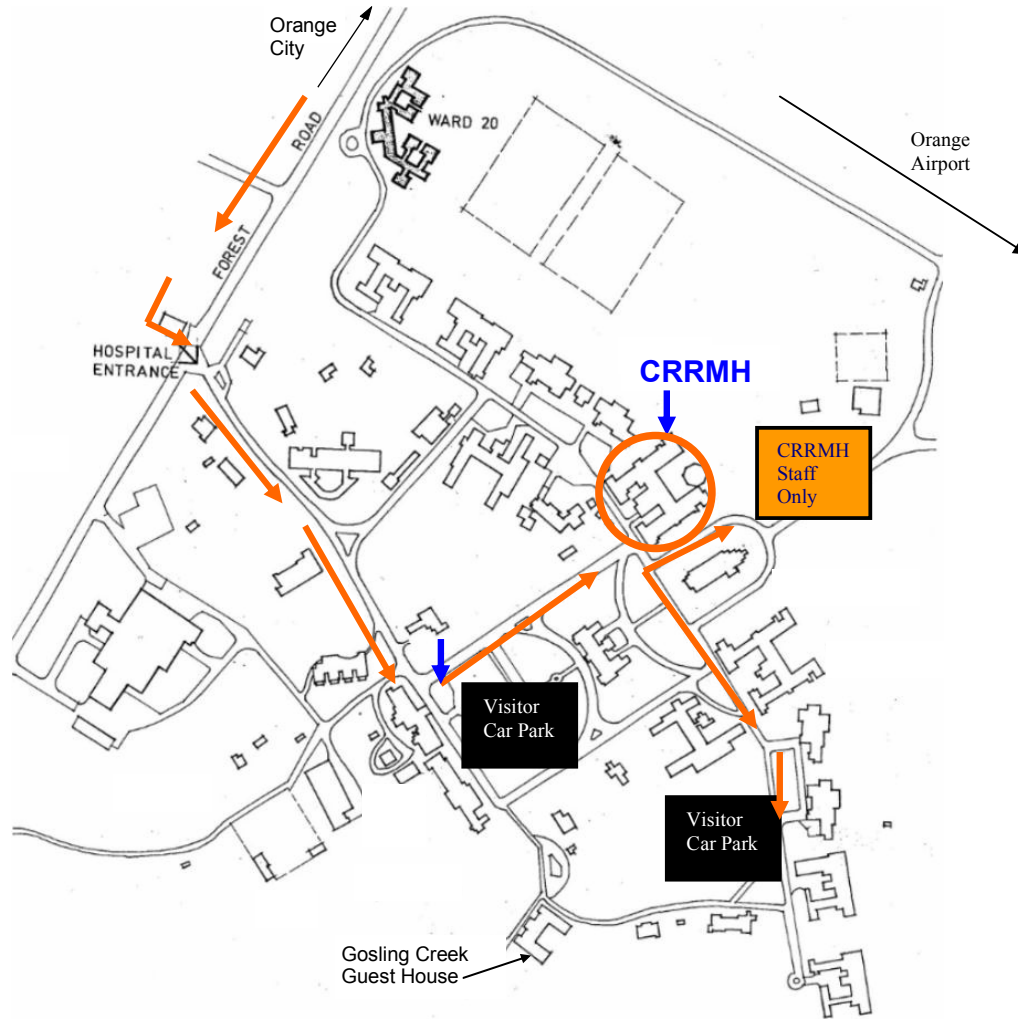 Orange
City
ROAD
FOREST
WARD 20
Orange
Airport
HOSPITAL
ENTRANCE
CRRMH
CRRMH
Staff
Only
Visitor
Car Park
Visitor
Car Park
Gosling Creek
Guest House